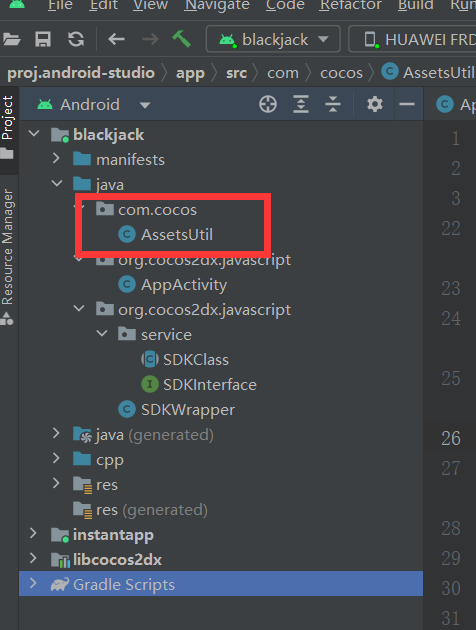 File Edit View Navigate Code Refactor Build Run
blackjack HUAWEI FRD
proj.android-studio app src com cocos AssetsUtil
Project
Resource Manager
Android
blackjack
manifests
java
com.cocos
AssetsUtil
org.cocos2dx.javascript
AppActivity
org.cocos2dx.javascript
service
SDKClass
SDKInterface
SDKWrapper
java (generated)
cpp
res
res (generated)
instantapp
libcocos2dx
Gradle Scripts
Ap
1
2
3
22
23
24
25
26
27
28
29
30
31